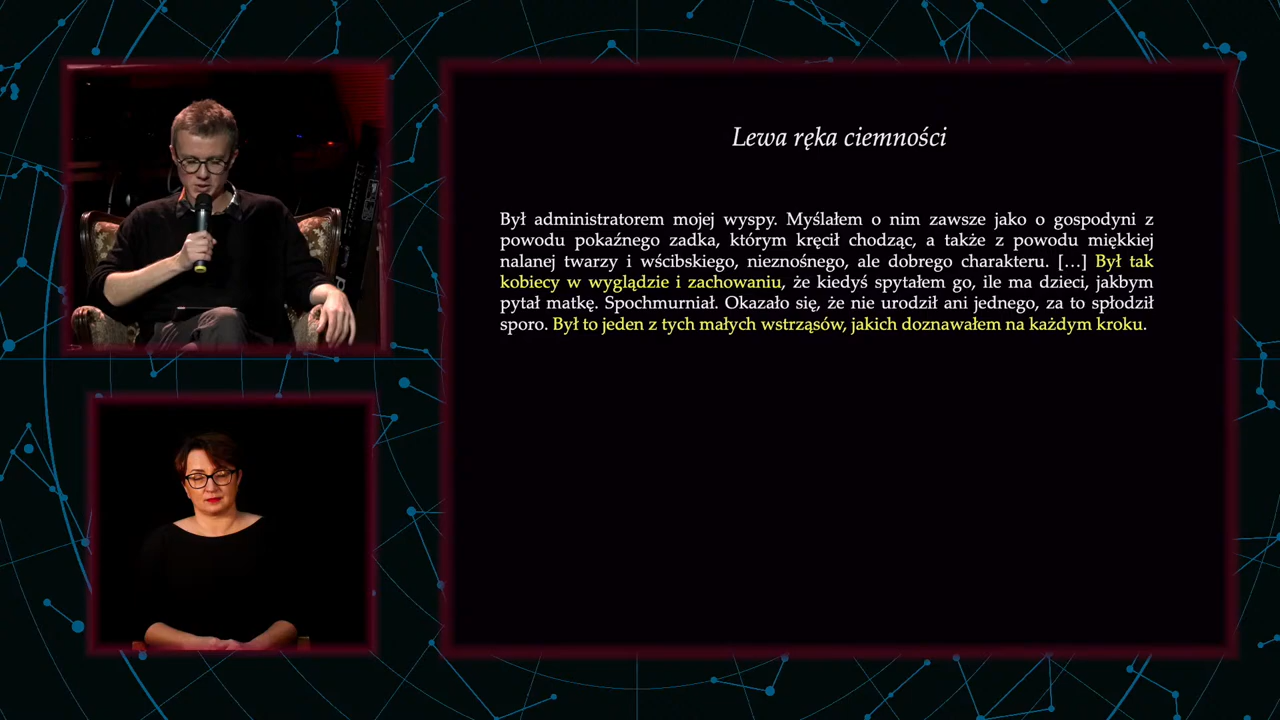 Lewa ręka ciemności
Był administratorem mojej wyspy. Myślałem o nim zawsze jako o gospodyni z
powodu pokaźnego zadka, którym kręcił chodząc, a także z powodu miękkiej
nalanej twarzy i wścibskiego, nieznośnego, ale dobrego charakteru. […] Był tak
kobiecy w wyglądzie i zachowaniu, że kiedyś spytałem go, ile ma dzieci, jakbym
pytał matkę. Spochmurniał. Okazało się, że nie urodził ani jednego, za to spłodził
sporo. Był to jeden z tych małych wstrząsów, jakich doznawałem na każdym kroku.